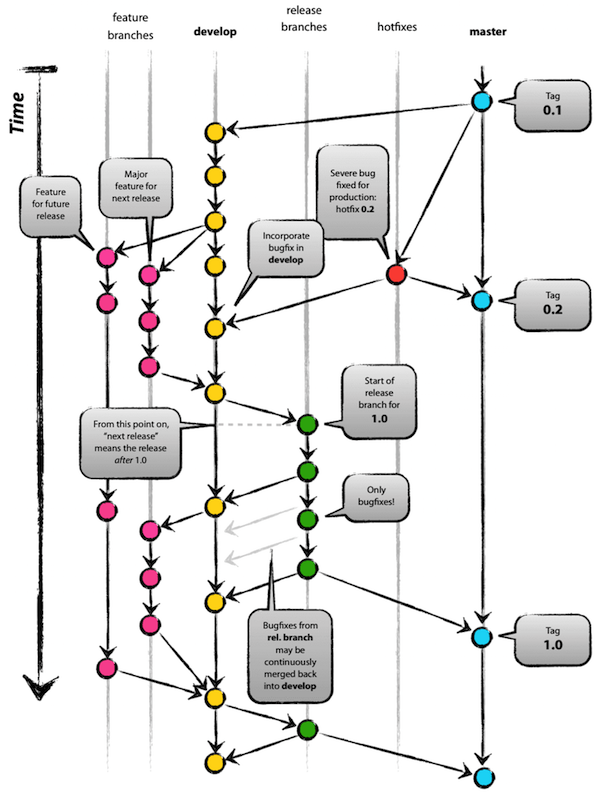 feature
branches
develop
release
branches
hotfixes
master
Time
Tag
0.1
Major
feature for
next release
Feature
for future
release
Severe bug
fixed for
production:
hotfix 0.2
Incorporate
bugfix in
develop
Tag
0.2
Start of
release
branch for
1.0
From this point on,
“next release”
means the release
after 1.0
Only
bugfixes!
Bugfixes from
rel. branch
may be
continuously
merged back
into develop
Tag
1.0